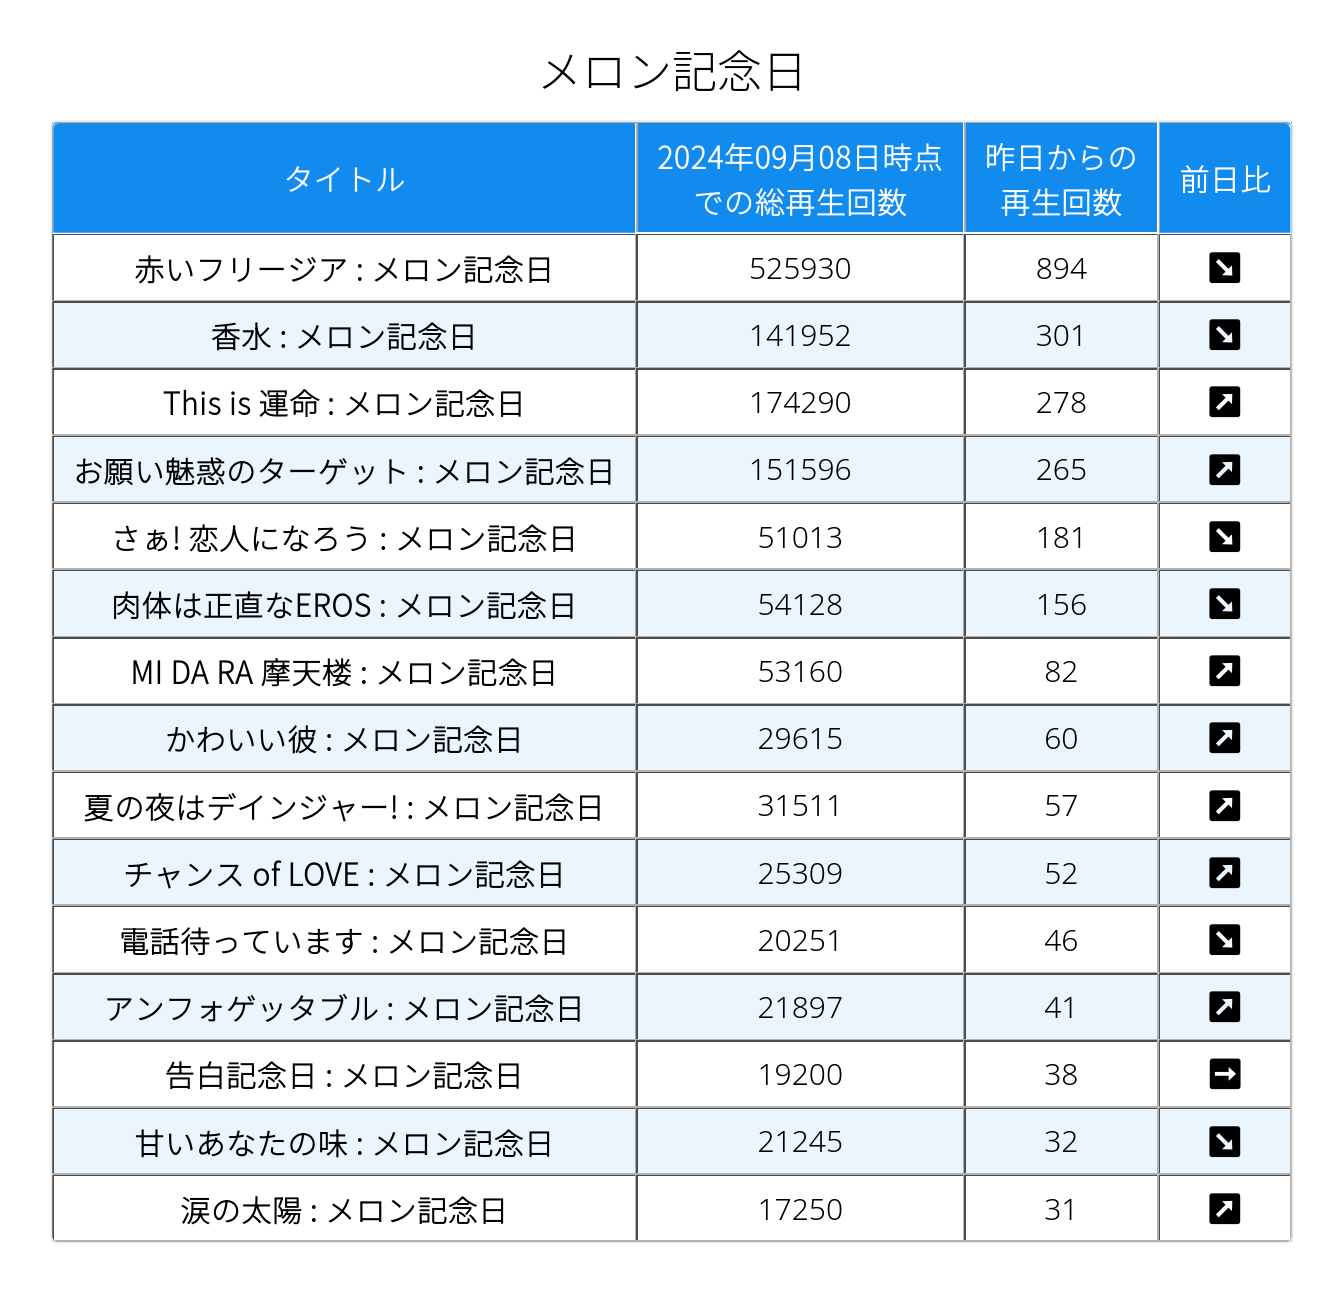 メロン記念日
タイトル 2024年09月08日時点での総再生回数 昨日からの再生回数 前日比
赤いフリージア : メロン記念日 525930 894 ↘
香水 : メロン記念日 141952 301 ↘
This is 運命 : メロン記念日 174290 278 ↗
お願い魅惑のターゲット : メロン記念日 151596 265 ↗
さぁ! 恋人になろう : メロン記念日 51013 181 ↘
肉体は正直なEROS : メロン記念日 54128 156 ↘
MI DA RA 摩天楼 : メロン記念日 53160 82 ↗
かわいい彼 : メロン記念日 29615 60 ↗
夏の夜はデインジャー! : メロン記念日 31511 57 ↗
チャンス of LOVE : メロン記念日 25309 52 ↗
電話待っています : メロン記念日 20251 46 ↘
アンフォゲッタブル : メロン記念日 21897 41 ↗
告白記念日 : メロン記念日 19200 38 →
甘いあなたの味 : メロン記念日 21245 32 ↘
涙の太陽 : メロン記念日 17250 31 ↗